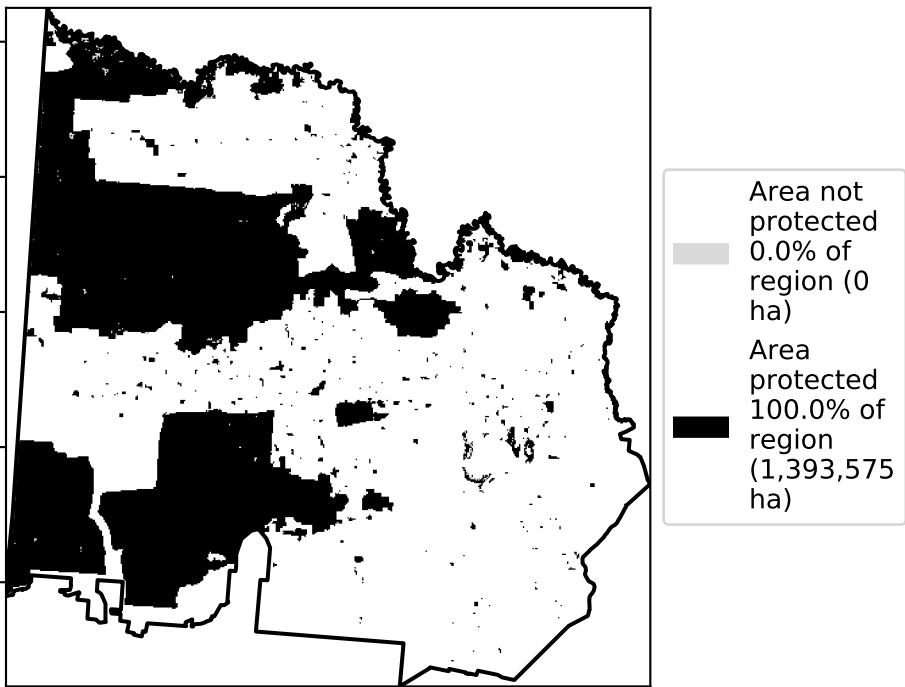 Area not
protected
0.0% of
region (0
ha)
Area
protected
100.0% of
region
(1,393,575
ha)